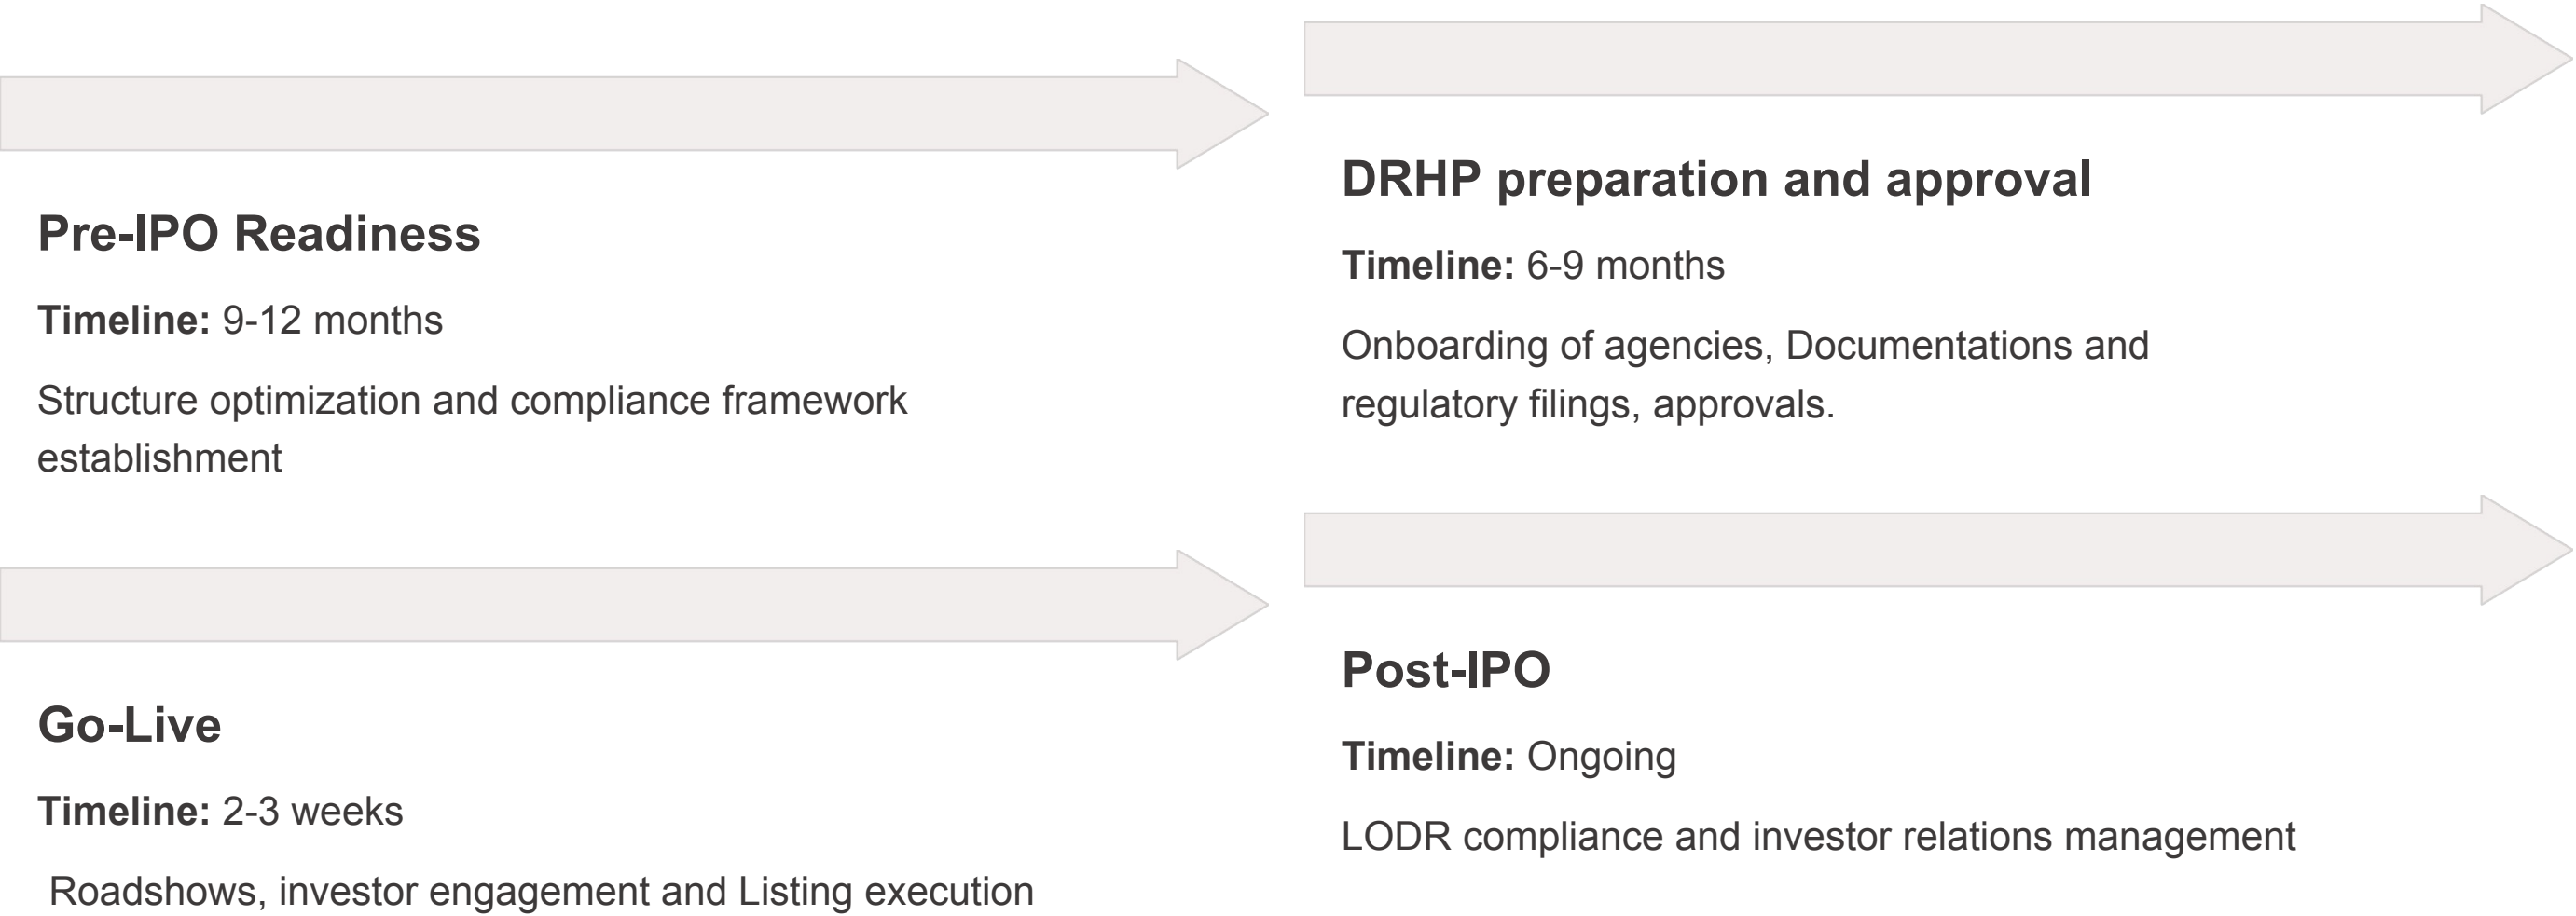 Pre-IPO Readiness
Timeline: 9-12 months
Structure optimization and compliance framework
establishment
DRHP preparation and approval
Timeline: 6-9 months
Onboarding of agencies, Documentations and
regulatory filings, approvals.
Go-Live
Timeline: 2-3 weeks
Roadshows, investor engagement and Listing execution
Post-IPO
Timeline: Ongoing
LODR compliance and investor relations management